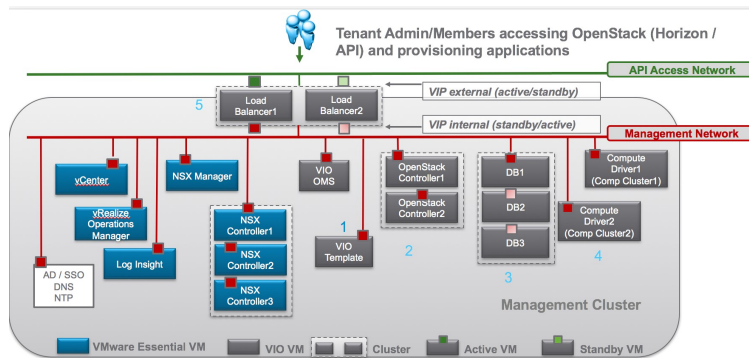 Tenant Admin/Members accessing OpenStack (Horizon /
API) and provisioning applications
API Access Network
5
Load
Balancer1
Load
Balancer2
VIP external (active/standby)
VIP internal (standby/active)
Management Network
vCenter
NSX Manager
VIO
OMS
OpenStack
Controller1
OpenStack
Controller2
DB1
DB2
DB3
Compute
Driver1
(Comp Cluster1)
Compute
Driver2
(Comp Cluster2)
vRealize
Operations
Manager
Log Insight
NSX
Controller1
NSX
Controller2
NSX
Controller3
1
VIO
Template
2
3
4
AD / SSO
DNS
NTP
Management Cluster
VMware Essential VM
VIO VM
Cluster
Active VM
Standby VM